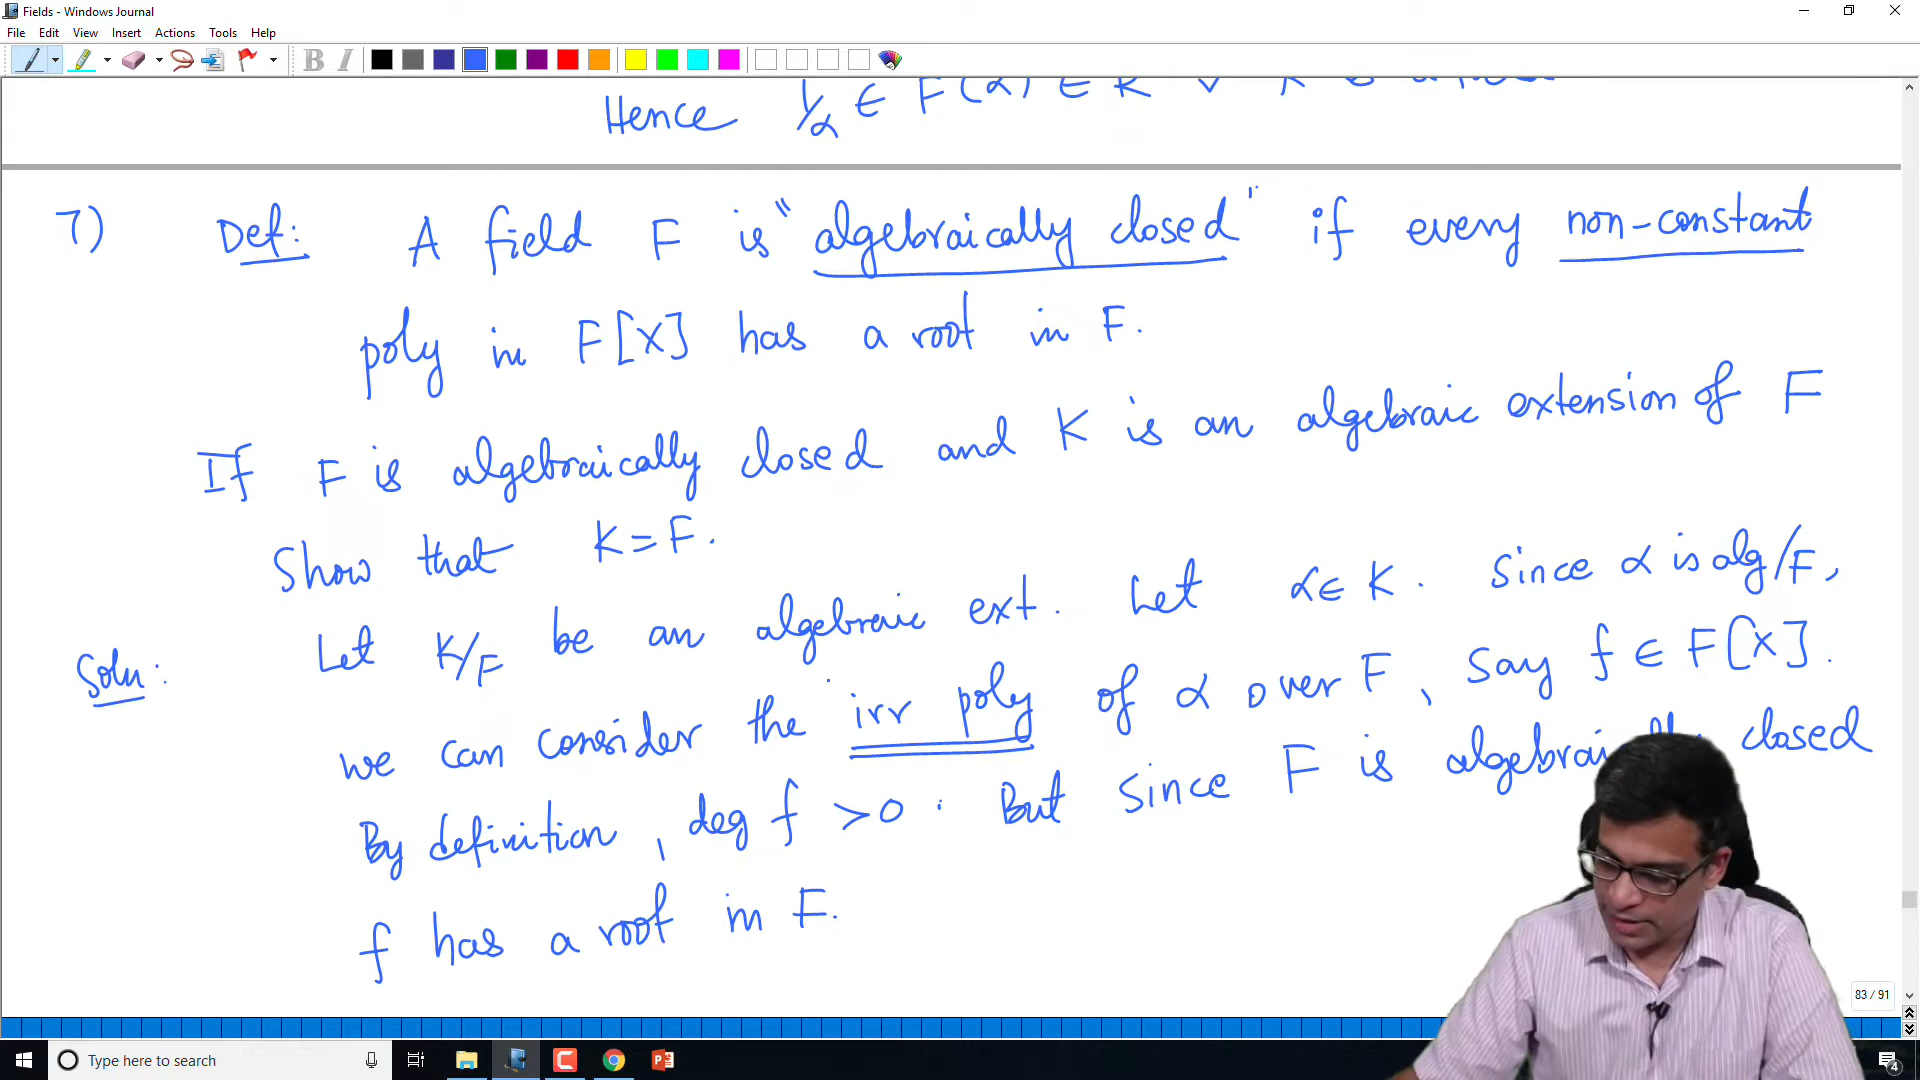 Fields - Windows Journal
File Edit View Insert Actions Tools Help
B I
Hence 1/α ∈ F(α) ∈ K
7) Def: A field F is "algebraically closed" if every non-constant
poly in F[X] has a root in F.
If F is algebraically closed and K is an algebraic extension of F
Show that K = F.
Soln: Let K/F be an algebraic ext. Let α ∈ K. Since α is alg/F,
we can consider the irr poly of α over F, say f ∈ F[X].
By definition, deg f > 0. But since F is algebraically closed
f has a root in F.
83 / 91
Type here to search
4